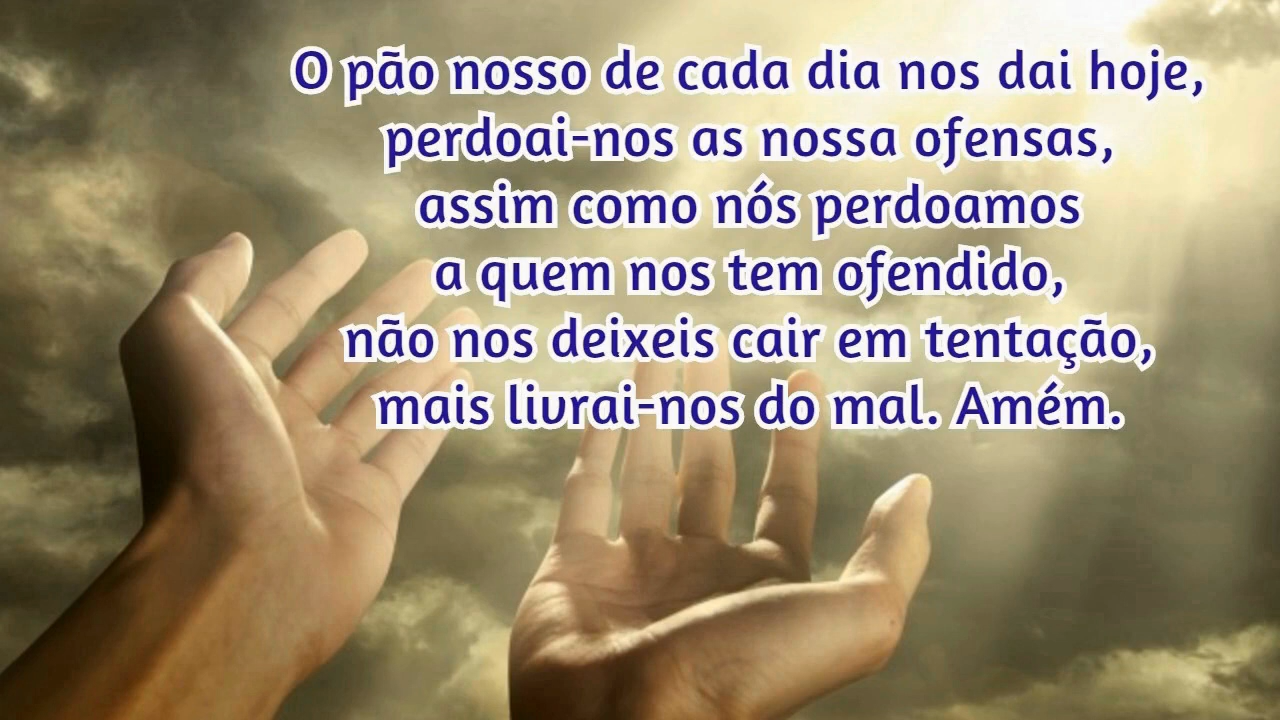 O pão nosso de cada dia nos dai hoje,
perdoai-nos as nossa ofensas,
assim como nós perdoamos
a quem nos tem ofendido,
não nos deixeis cair em tentação,
mais livrai-nos do mal. Amém.